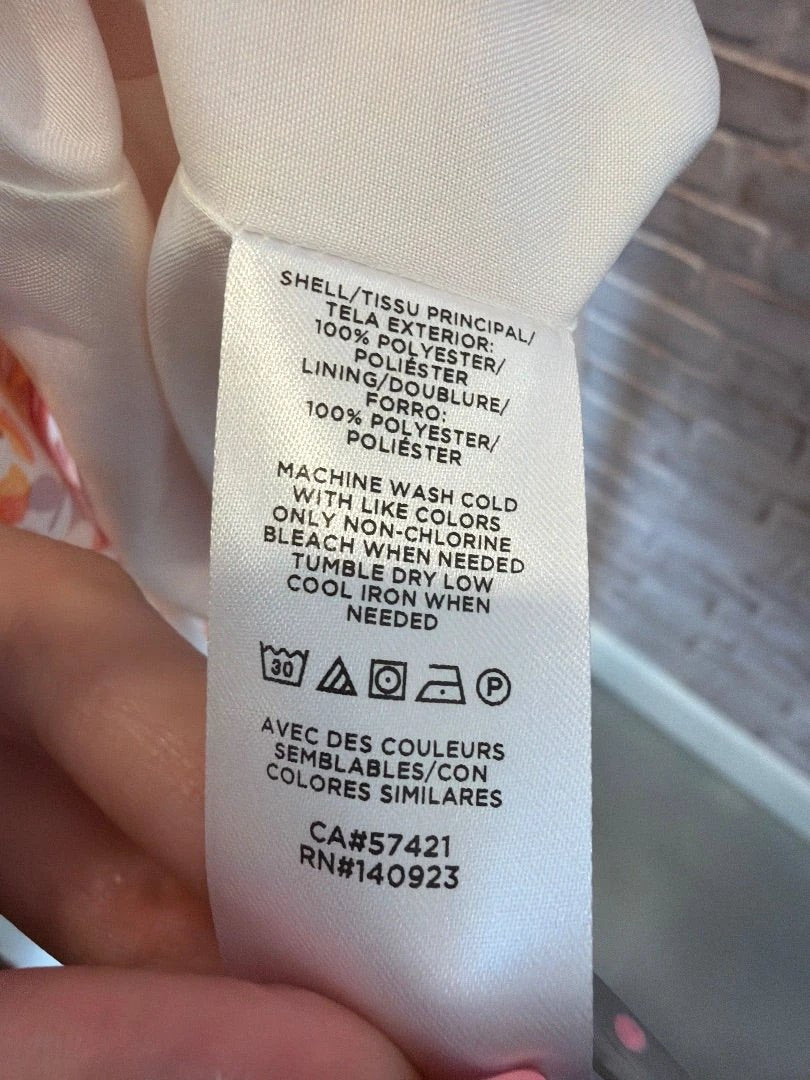 SHELL/TISSU PRINCIPAL/
TELA EXTERIOR:
100% POLYESTER/
POLIÉSTER
LINING/DOUBLURE/
FORRO:
100% POLYESTER/
POLIÉSTER
MACHINE WASH COLD
WITH LIKE COLORS
ONLY NON-CHLORINE
BLEACH WHEN NEEDED
TUMBLE DRY LOW
COOL IRON WHEN
NEEDED
30 P
AVEC DES COULEURS
SEMBLABLES/CON
COLORES SIMILARES
CA#57421
RN#140923